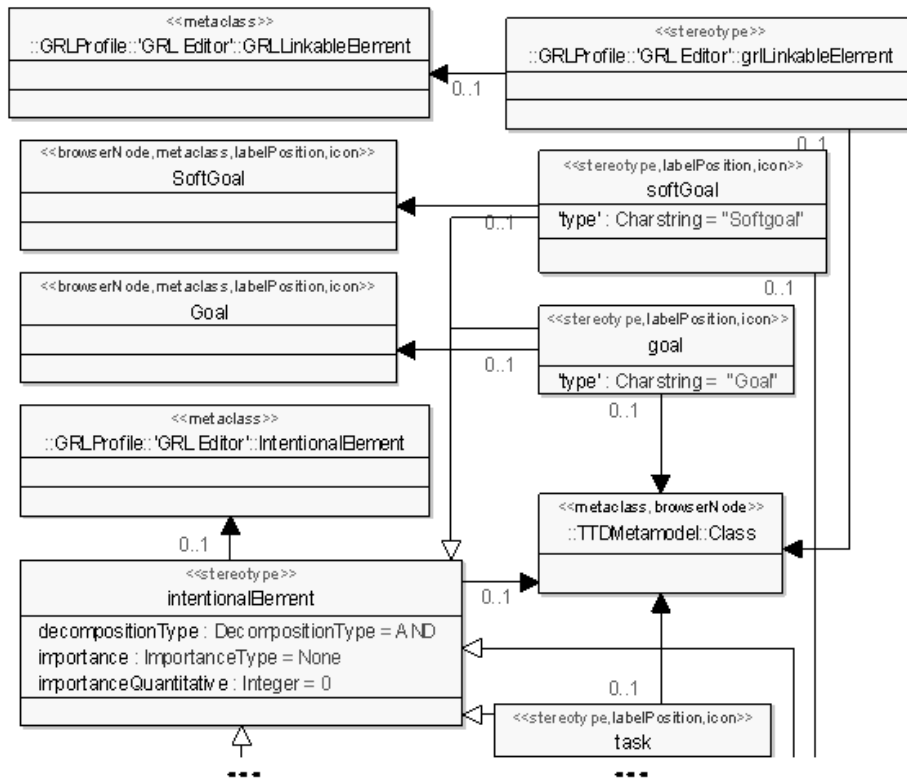 <<metaclass>>
::GRLProfile::'GRL Editor'::GRLLinkableElement
<<stereotype>>
::GRLProfile::'GRL Editor'::grlLinkableElement
0..1
0..1
<<browserNode,metaclass,labelPosition,icon>>
SoftGoal
<<stereotype,labelPosition,icon>>
softGoal
'type' : Charstring = "Softgoal"
0..1
0..1
<<browserNode,metaclass,labelPosition,icon>>
Goal
<<stereotype,labelPosition,icon>>
goal
'type' : Charstring = "Goal"
0..1
0..1
<<metaclass>>
::GRLProfile::'GRL Editor'::IntentionalElement
0..1
<<metaclass, browserNode>>
::TTDMetamodel::Class
<<stereotype>>
intentionalElement
decompositionType : DecompositionType = AND
importance : ImportanceType = None
importanceQuantitative : Integer = 0
0..1
0..1
<<stereotype,labelPosition,icon>>
task
...
...